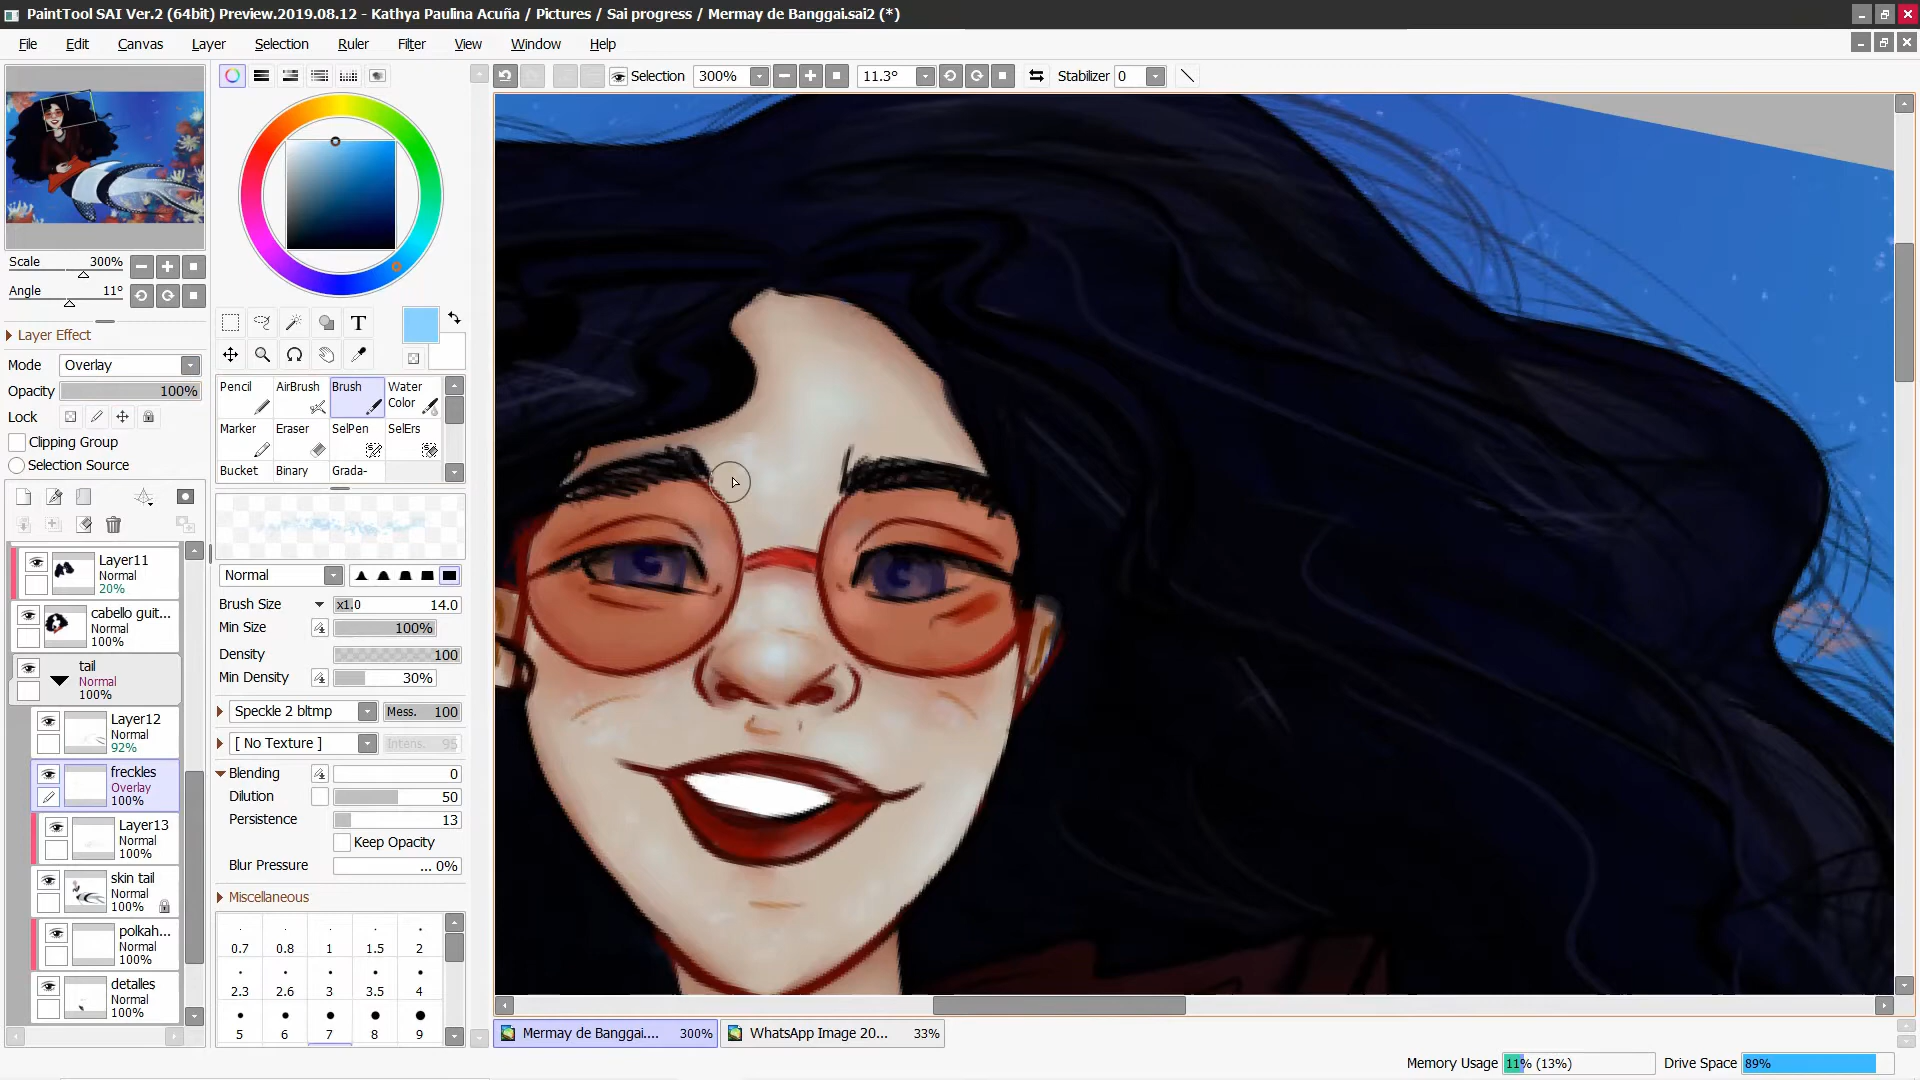 PaintTool SAI Ver.2 (64bit) Preview.2019.08.12 - Kathya Paulina Acuña / Pictures / Sai progress / Mermay de Banggai.sai2 (*)
File Edit Canvas Layer Selection Ruler Filter View Window Help
Selection 300% 11.3° Stabilizer 0
Scale 300%
Angle 11°
Layer Effect
Mode Overlay
Opacity 100%
Lock
Clipping Group
Selection Source
Layer11
Normal
20%
cabello guit...
Normal
100%
tail
Normal
100%
Layer12
Normal
92%
freckles
Overlay
100%
Layer13
Normal
100%
skin tail
Normal
100%
polkah...
Normal
100%
detalles
Normal
100%
T
Pencil AirBrush Brush Water Color
Marker Eraser SelPen SelErs
Bucket Binary Grada-
Normal
Brush Size x1.0 14.0
Min Size 100%
Density 100
Min Density 30%
Speckle 2 bltmp Mess. 100
[ No Texture ] Intens. 95
Blending 0
Dilution 50
Persistence 13
Keep Opacity
Blur Pressure ... 0%
Miscellaneous
0.7 0.8 1 1.5 2
2.3 2.6 3 3.5 4
5 6 7 8 9
Mermay de Banggai.... 300% WhatsApp Image 20... 33%
Memory Usage 11% (13%) Drive Space 89%